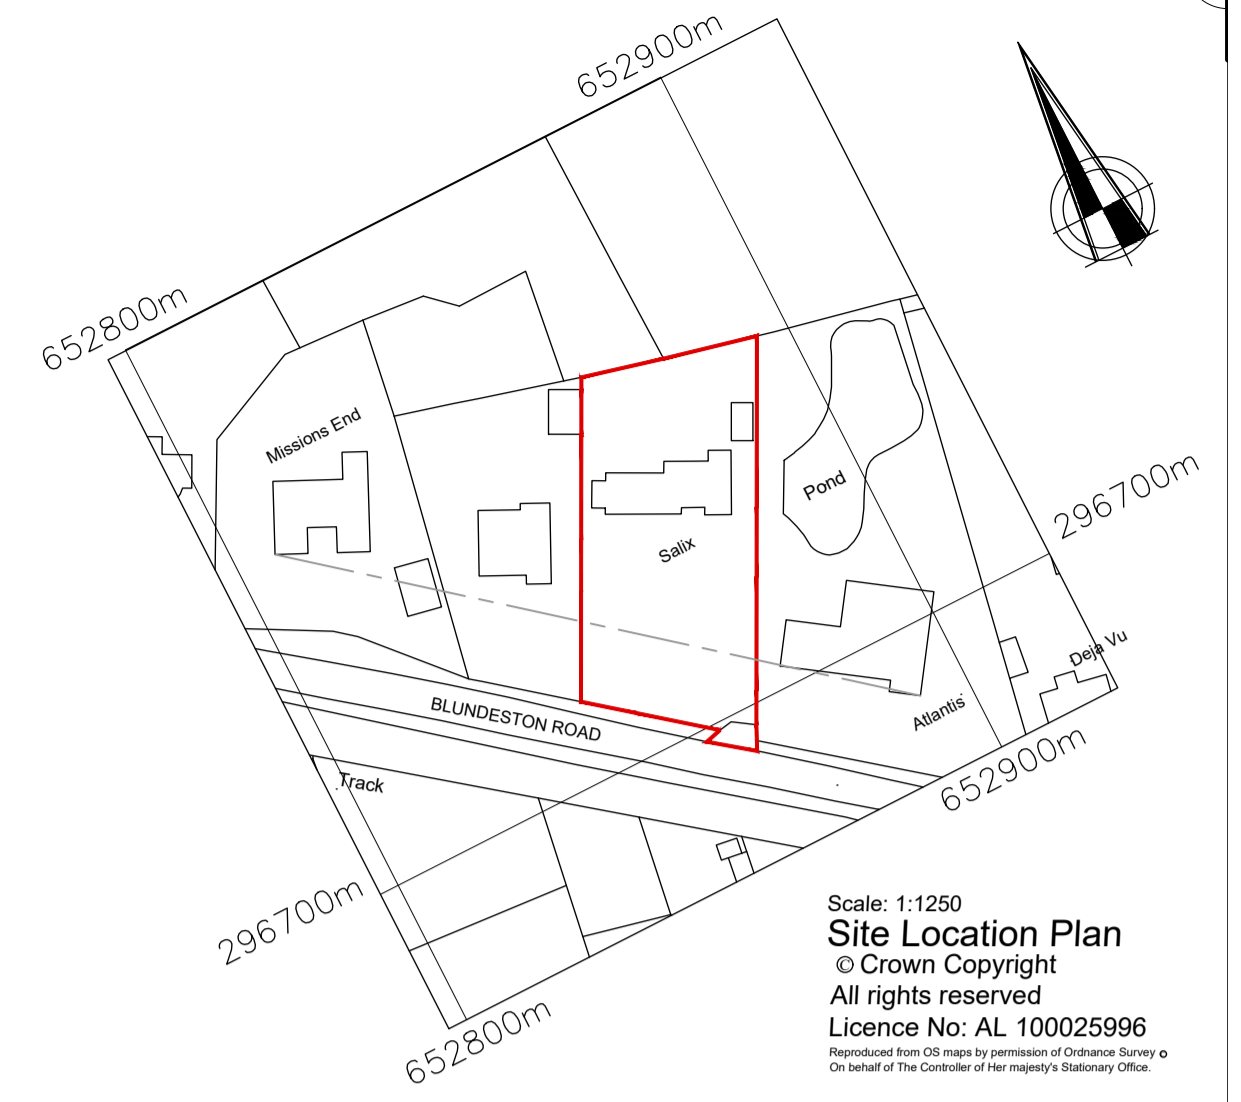 652900m
652800m
Missions End
Pond
296700m
Salix
Deja Vu
BLUNDESTON ROAD
Atlantis
Track
652900m
296700m
652800m
Scale: 1:1250
Site Location Plan
© Crown Copyright
All rights reserved
Licence No: AL 100025996
Reproduced from OS maps by permission of Ordnance Survey
On behalf of The Controller of Her majesty's Stationary Office.